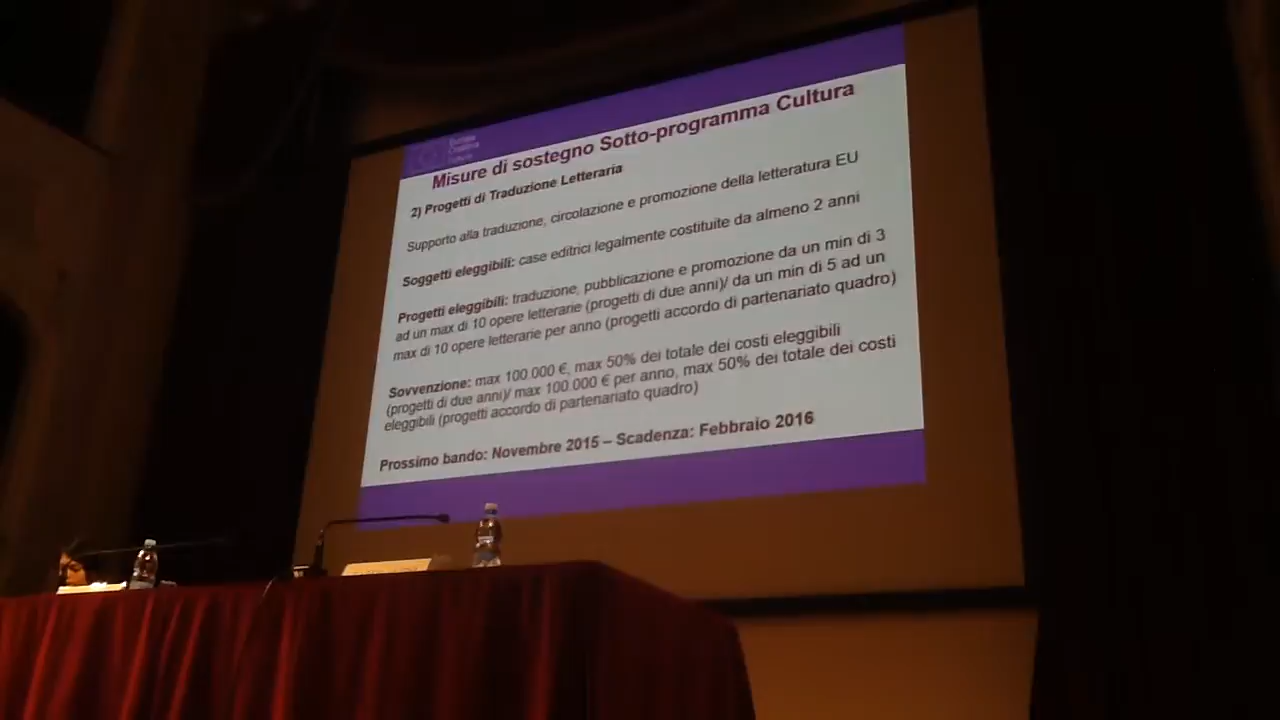 Europa
Creativa
Misure di sostegno Sotto-programma Cultura
2) Progetti di Traduzione Letteraria
Supporto alla traduzione, circolazione e promozione della letteratura EU
Soggetti eleggibili: case editrici legalmente costituite da almeno 2 anni
Progetti eleggibili: traduzione, pubblicazione e promozione da un min di 3
ad un max di 10 opere letterarie (progetti di due anni)/ da un min di 5 ad un
max di 10 opere letterarie per anno (progetti accordo di partenariato quadro)
Sovvenzione: max 100.000 €, max 50% dei totale dei costi eleggibili
(progetti di due anni)/ max 100.000 € per anno, max 50% dei totale dei costi
eleggibili (progetti accordo di partenariato quadro)
Prossimo bando: Novembre 2015 – Scadenza: Febbraio 2016